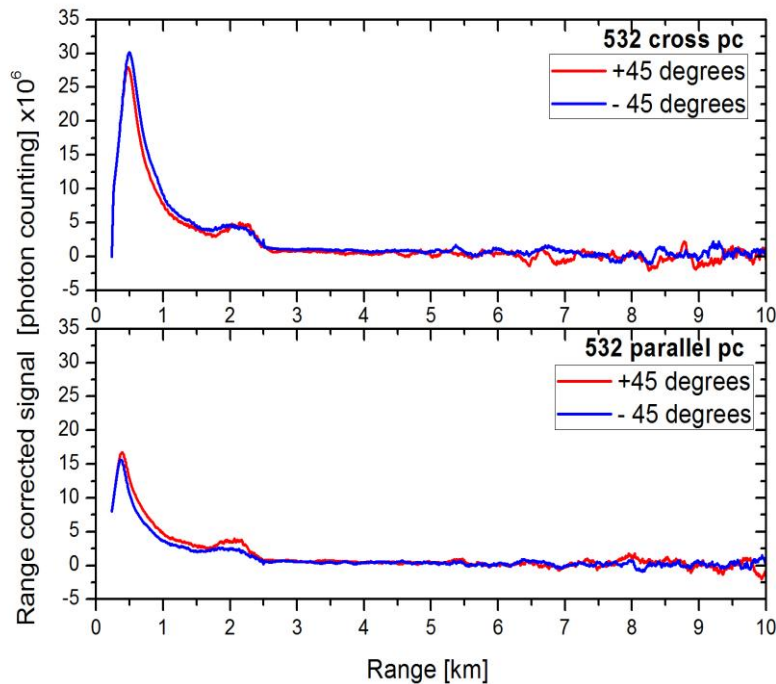 35
532 cross pc
30
+45 degrees
25
- 45 degrees
20
15
10
5
0
-5
0 1 2 3 4 5 6 7 8 9 10
Range corrected signal [photon counting] x10⁶
35
532 parallel pc
30
+45 degrees
25
- 45 degrees
20
15
10
5
0
-5
0 1 2 3 4 5 6 7 8 9 10
Range [km]